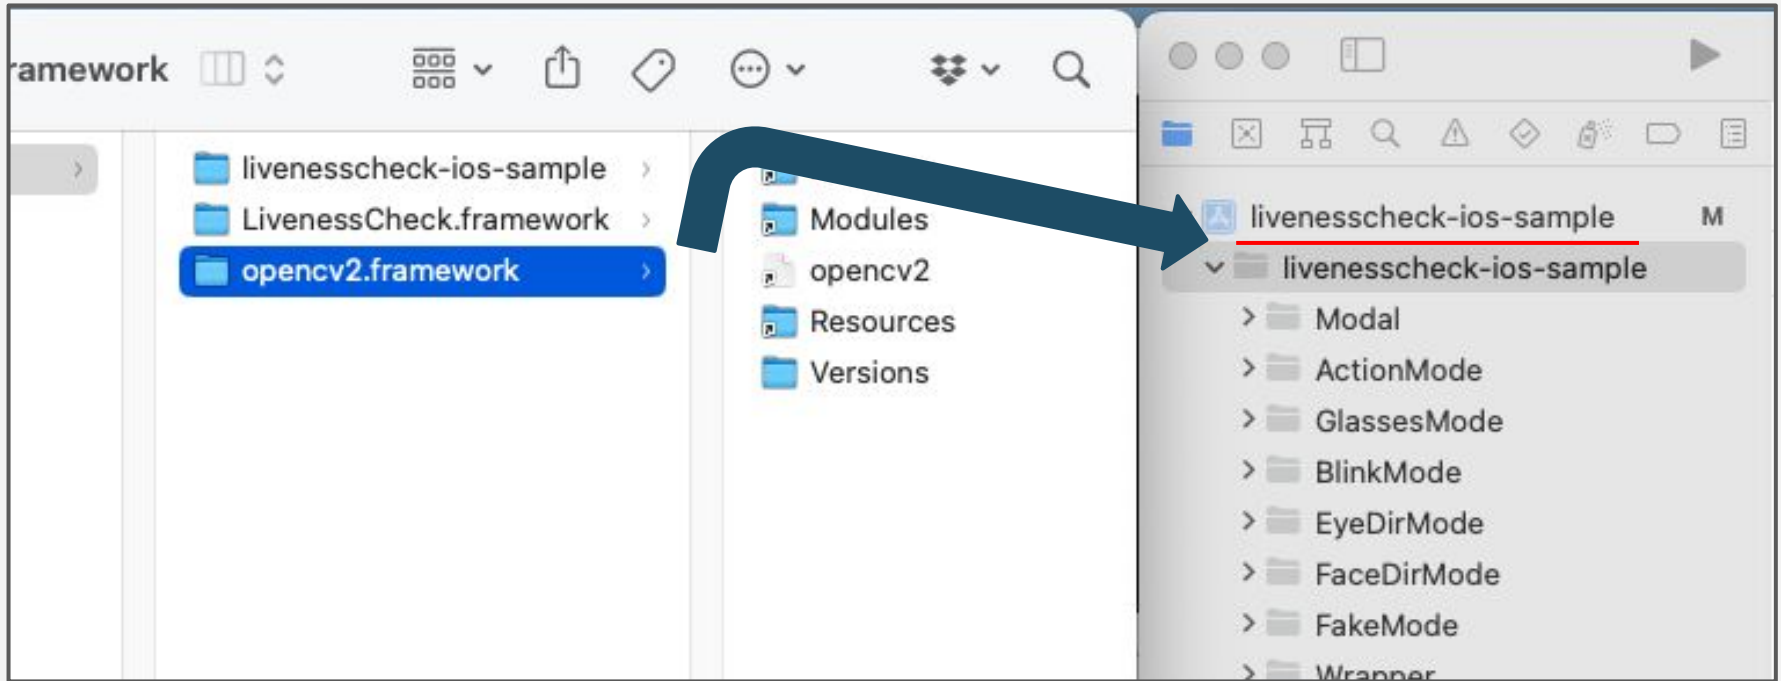 ramework
livenesscheck-ios-sample
LivenessCheck.framework
opencv2.framework
Modules
opencv2
Resources
Versions
livenesscheck-ios-sample M
livenesscheck-ios-sample
Modal
ActionMode
GlassesMode
BlinkMode
EyeDirMode
FaceDirMode
FakeMode
Wrapper